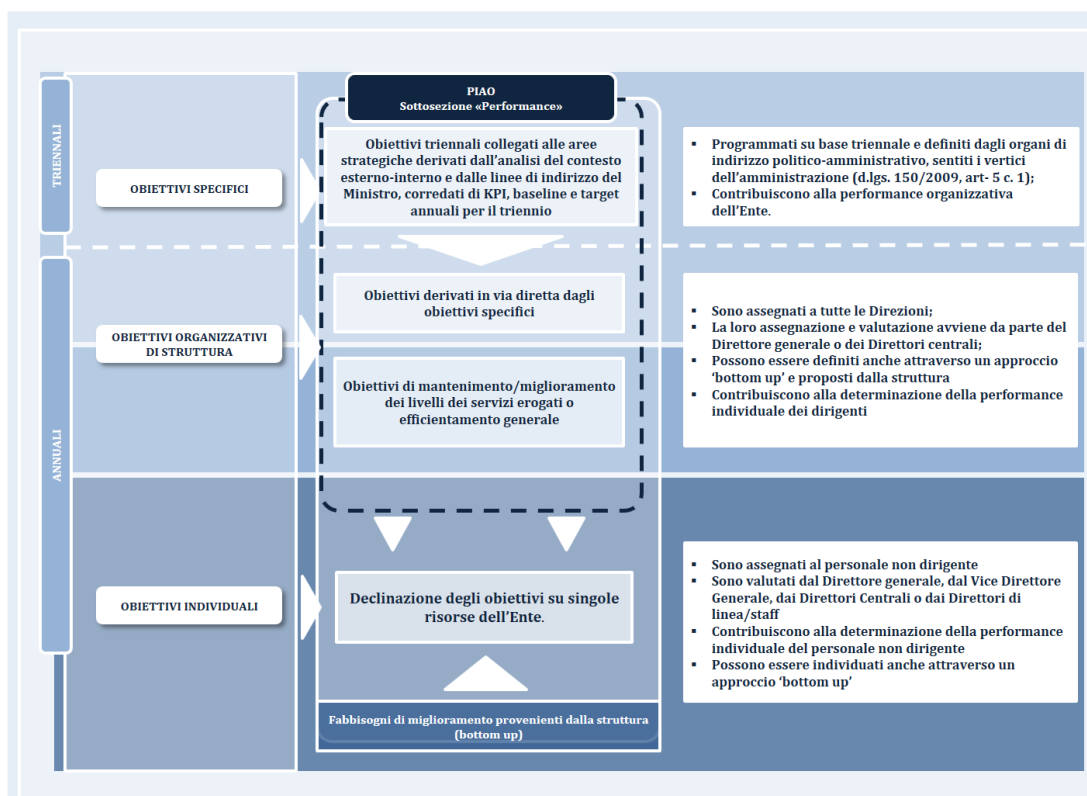 PIAO
Sottosezione «Performance»
TRIENNALI
OBIETTIVI SPECIFICI
Obiettivi triennali collegati alle aree
strategiche derivati dall'analisi del contesto
esterno-interno e dalle linee di indirizzo del
Ministro, corredati di KPI, baseline e target
annuali per il triennio
▪ Programmati su base triennale e definiti dagli organi di
indirizzo politico-amministrativo, sentiti i vertici
dell'amministrazione (d.lgs. 150/2009, art- 5 c. 1);
▪ Contribuiscono alla performance organizzativa
dell'Ente.
ANNUALI
OBIETTIVI ORGANIZZATIVI
DI STRUTTURA
Obiettivi derivati in via diretta dagli
obiettivi specifici
Obiettivi di mantenimento/miglioramento
dei livelli dei servizi erogati o
efficientamento generale
▪ Sono assegnati a tutte le Direzioni;
▪ La loro assegnazione e valutazione avviene da parte del
Direttore generale o dei Direttori centrali;
▪ Possono essere definiti anche attraverso un approccio
'bottom up' e proposti dalla struttura
▪ Contribuiscono alla determinazione della performance
individuale dei dirigenti
OBIETTIVI INDIVIDUALI
Declinazione degli obiettivi su singole
risorse dell'Ente.
▪ Sono assegnati al personale non dirigente
▪ Sono valutati dal Direttore generale, dal Vice Direttore
Generale, dai Direttori Centrali o dai Direttori di
linea/staff
▪ Contribuiscono alla determinazione della performance
individuale del personale non dirigente
▪ Possono essere individuati anche attraverso un
approccio 'bottom up'
Fabbisogni di miglioramento provenienti dalla struttura
(bottom up)